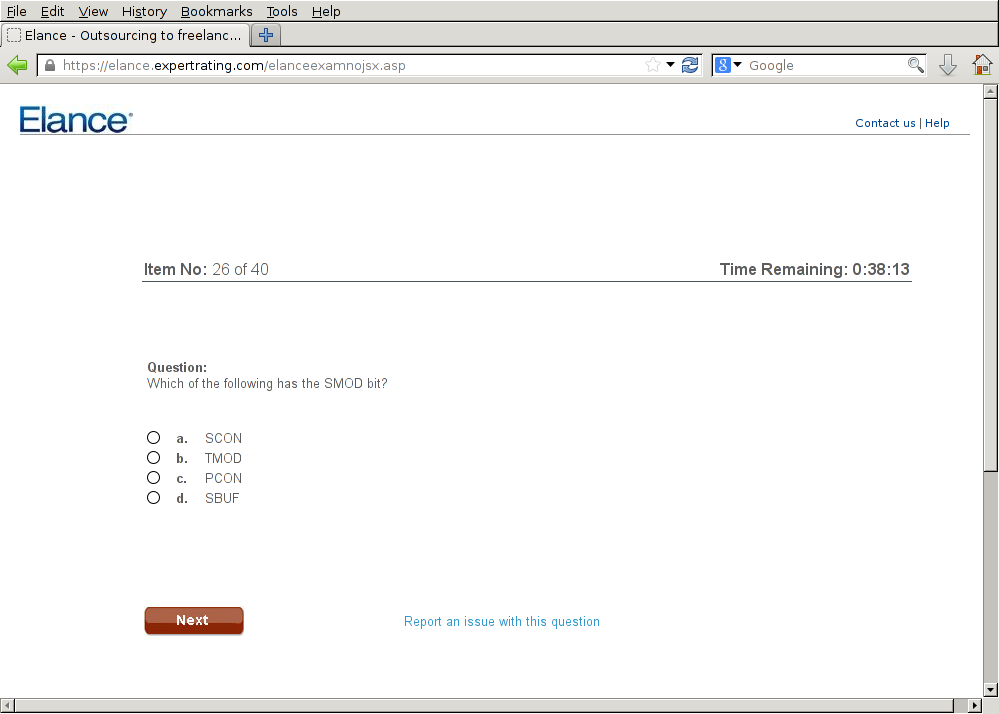 File Edit View History Bookmarks Tools Help
Elance - Outsourcing to freelanc...
https://elance.expertrating.com/elanceexamnojsx.asp
8 Google
Elance®
Contact us | Help
Item No: 26 of 40
Time Remaining: 0:38:13
Question:
Which of the following has the SMOD bit?
a. SCON
b. TMOD
c. PCON
d. SBUF
Next
Report an issue with this question